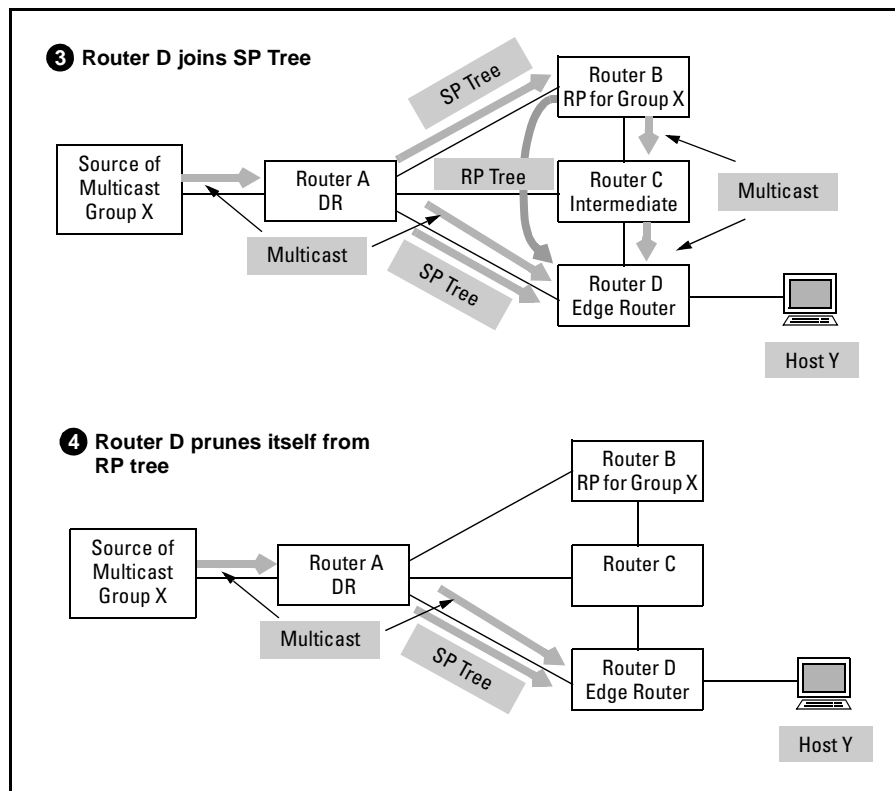 3 Router D joins SP Tree
SP Tree
Router B
RP for Group X
Source of
Multicast
Group X
Router A
DR
RP Tree
Router C
Intermediate
Multicast
Multicast
SP Tree
Router D
Edge Router
Host Y
4 Router D prunes itself from
RP tree
Router B
RP for Group X
Source of
Multicast
Group X
Router A
DR
Router C
Multicast
SP Tree
Router D
Edge Router
Host Y